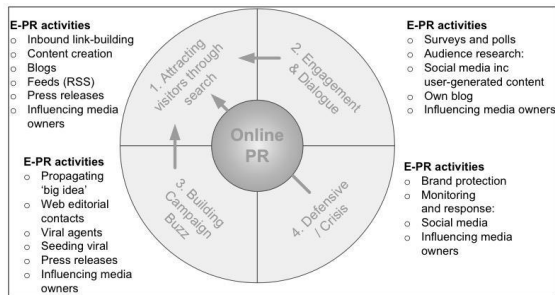 E-PR activities
o Inbound link-building
o Content creation
o Blogs
o Feeds (RSS)
o Press releases
o Influencing media
owners
1. Attracting
visitors through
search
2. Engagement
& Dialogue
E-PR activities
o Surveys and polls
o Audience research:
o Social media inc
user-generated content
o Own blog
o Influencing media owners
Online
PR
E-PR activities
o Propagating
'big idea'
o Web editorial
contacts
o Viral agents
o Seeding viral
o Press releases
o Influencing media
owners
3. Building
Campaign
Buzz
4. Defensive
/ Crisis
E-PR activities
o Brand protection
o Monitoring
and response:
o Social media
o Influencing media
owners